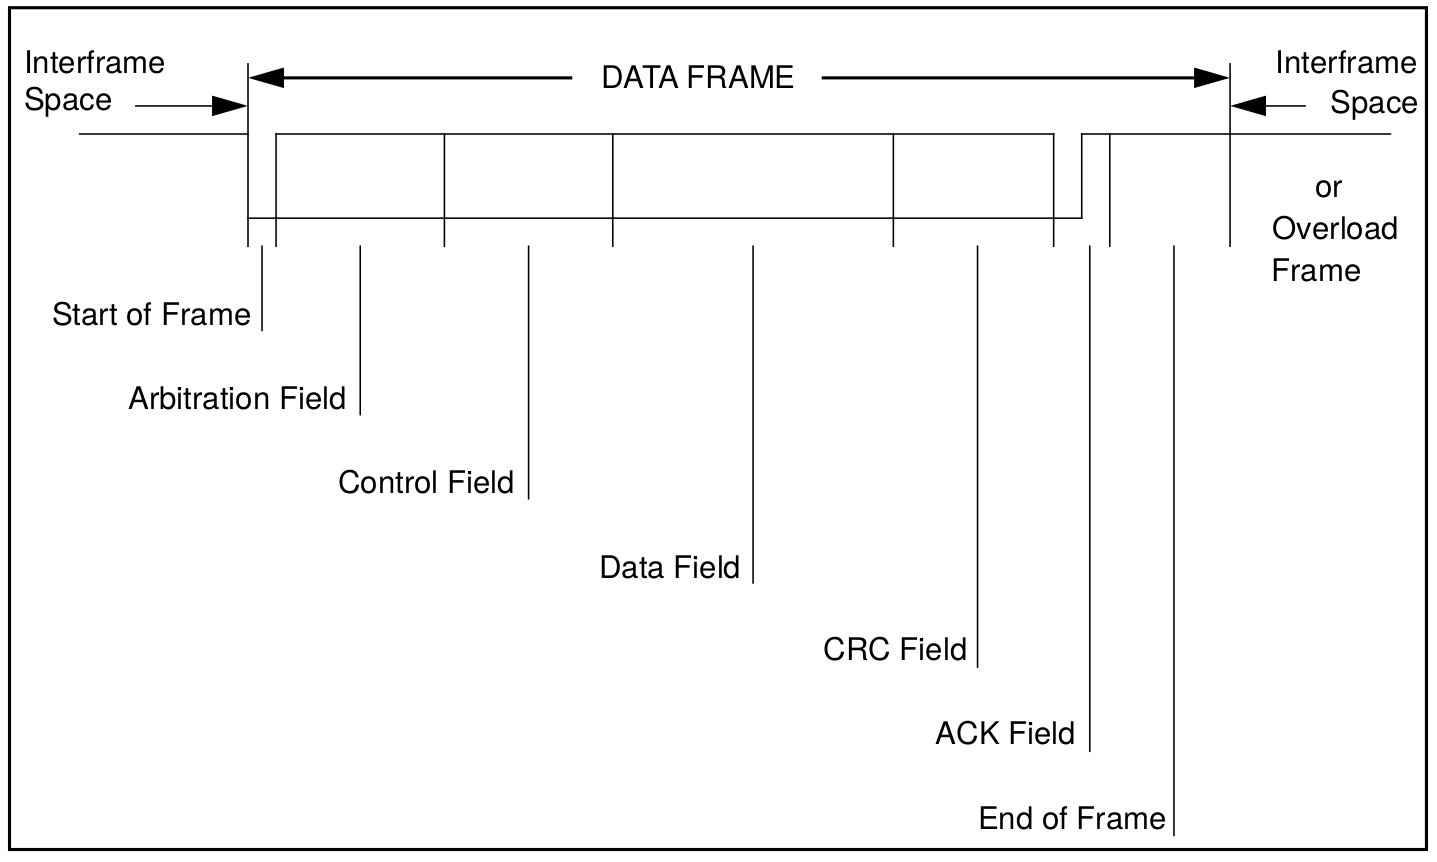 Interframe
Space
DATA FRAME
Interframe
Space
or
Overload
Frame
Start of Frame
Arbitration Field
Control Field
Data Field
CRC Field
ACK Field
End of Frame